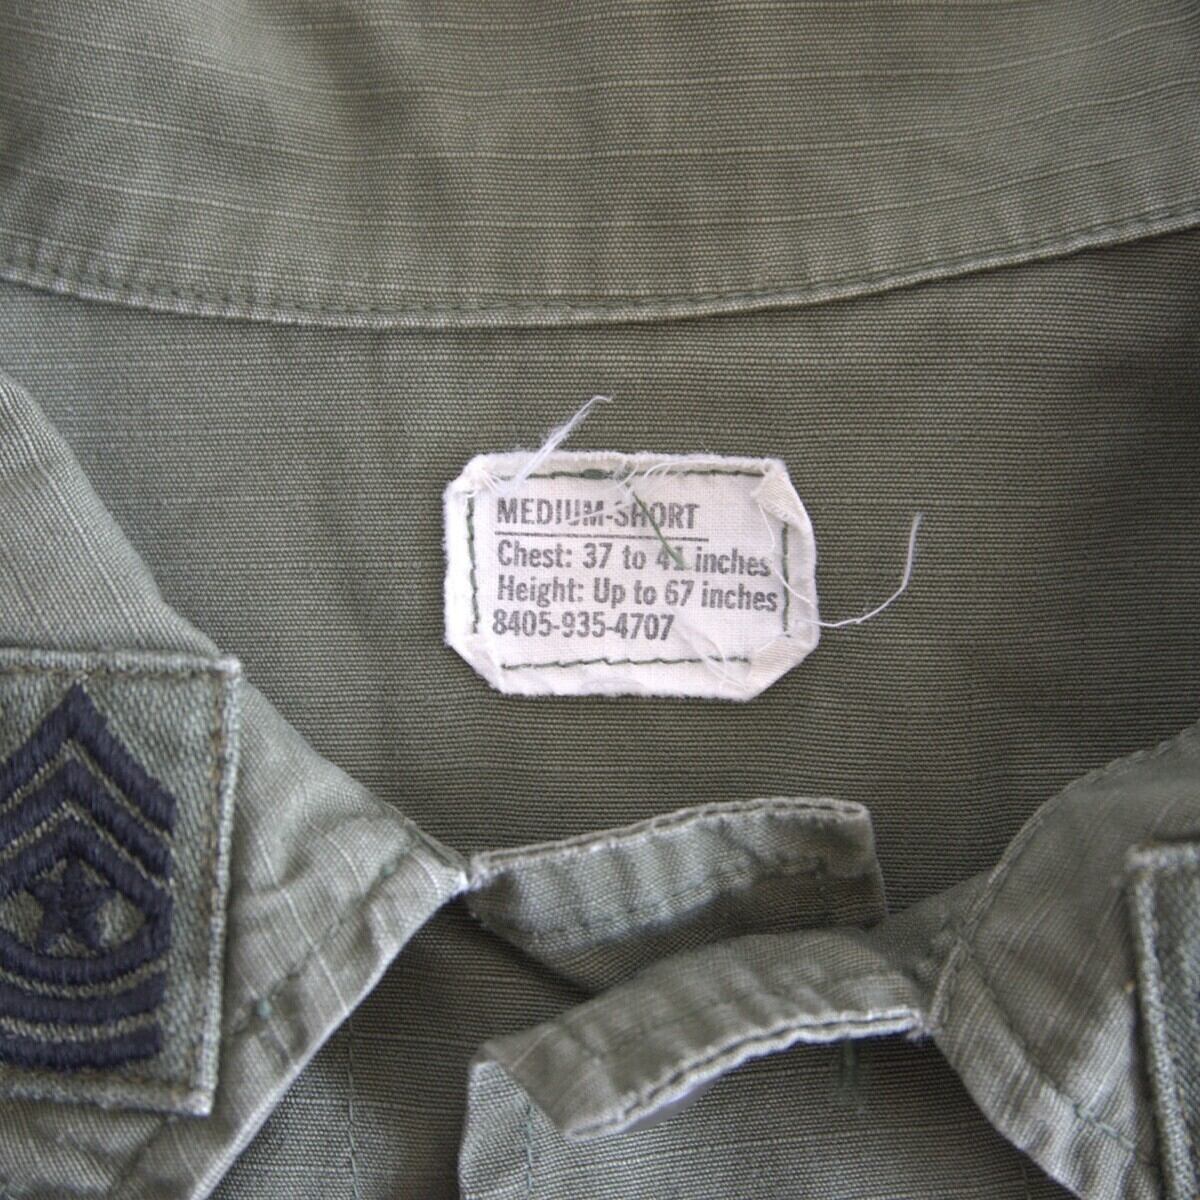 MEDIUM-SHORT
Chest: 37 to 41 inches
Height: Up to 67 inches
8405-935-4707